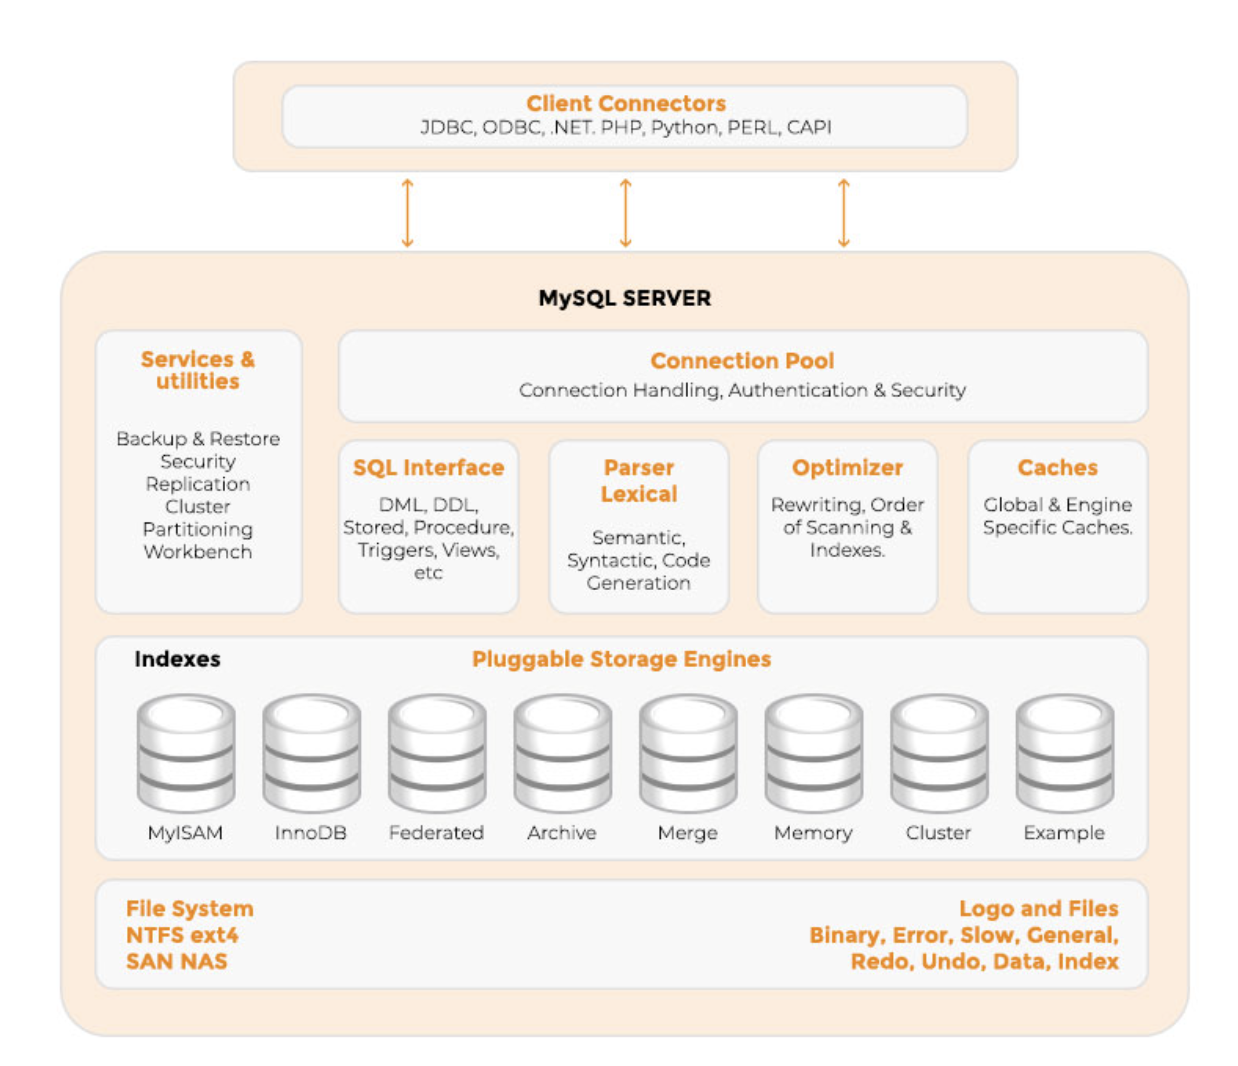 Client Connectors
JDBC, ODBC, .NET. PHP, Python, PERL, CAPI
MySQL SERVER
Services &
utilities
Backup & Restore
Security
Replication
Cluster
Partitioning
Workbench
Connection Pool
Connection Handling, Authentication & Security
SQL Interface
DML, DDL,
Stored, Procedure,
Triggers, Views,
etc
Parser
Lexical
Semantic,
Syntactic, Code
Generation
Optimizer
Rewriting, Order
of Scanning &
Indexes.
Caches
Global & Engine
Specific Caches.
Indexes
Pluggable Storage Engines
MyISAM
InnoDB
Federated
Archive
Merge
Memory
Cluster
Example
File System
NTFS ext4
SAN NAS
Logo and Files
Binary, Error, Slow, General,
Redo, Undo, Data, Index